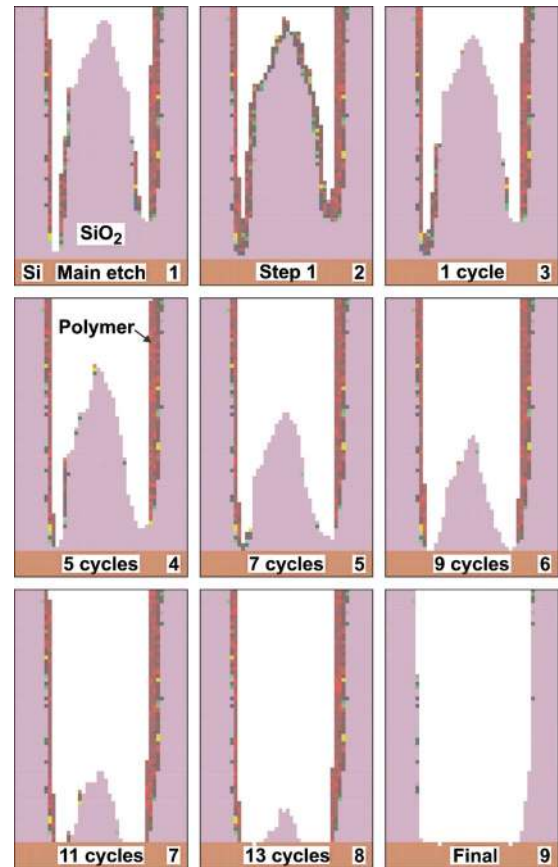 SiO₂
Si Main etch 1
Step 1 2
1 cycle 3
Polymer
5 cycles 4
7 cycles 5
9 cycles 6
11 cycles 7
13 cycles 8
Final 9